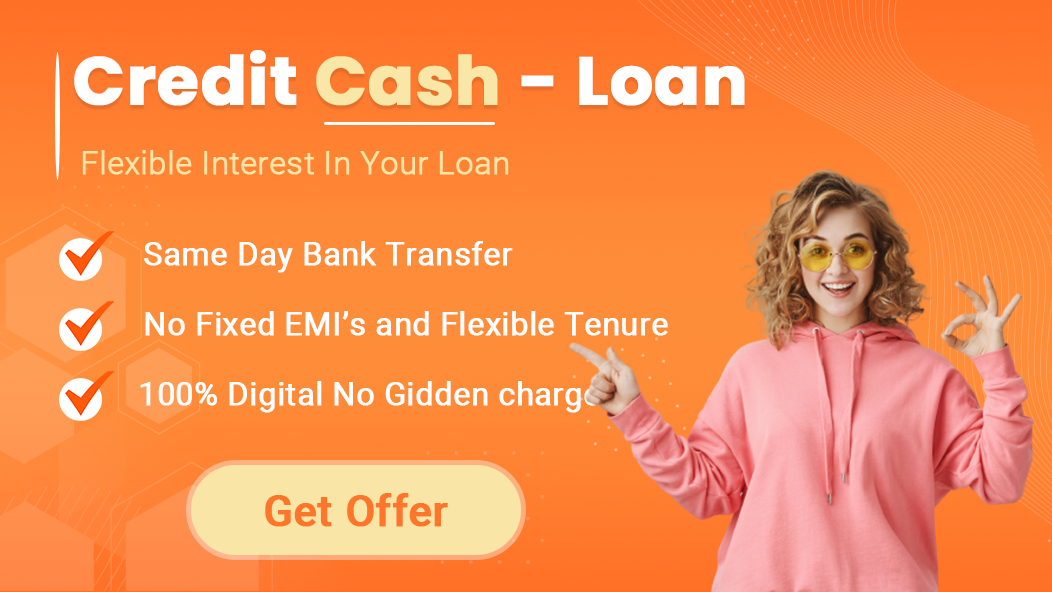 Credit Cash - Loan
Flexible Interest In Your Loan
Same Day Bank Transfer
No Fixed EMI's and Flexible Tenure
100% Digital No Gidden charge
Get Offer